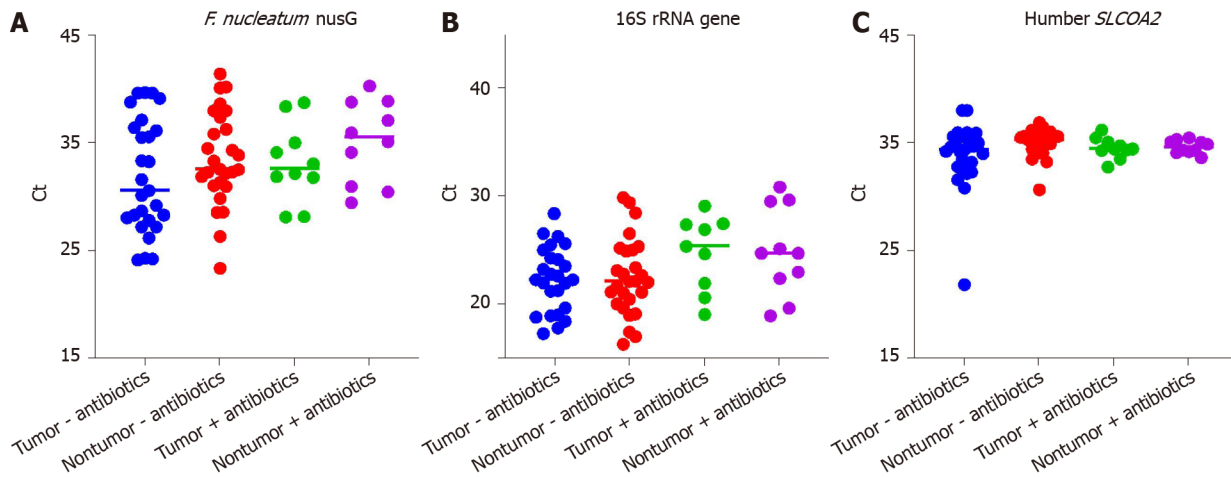 A
F. nucleatum nusG
45
35
25
15
Ct
Tumor - antibiotics
Nontumor - antibiotics
Tumor + antibiotics
Nontumor + antibiotics
B
16S rRNA gene
40
30
20
Ct
Tumor - antibiotics
Nontumor - antibiotics
Tumor + antibiotics
Nontumor + antibiotics
C
Humber SLCOA2
45
35
25
15
Ct
Tumor - antibiotics
Nontumor - antibiotics
Tumor + antibiotics
Nontumor + antibiotics